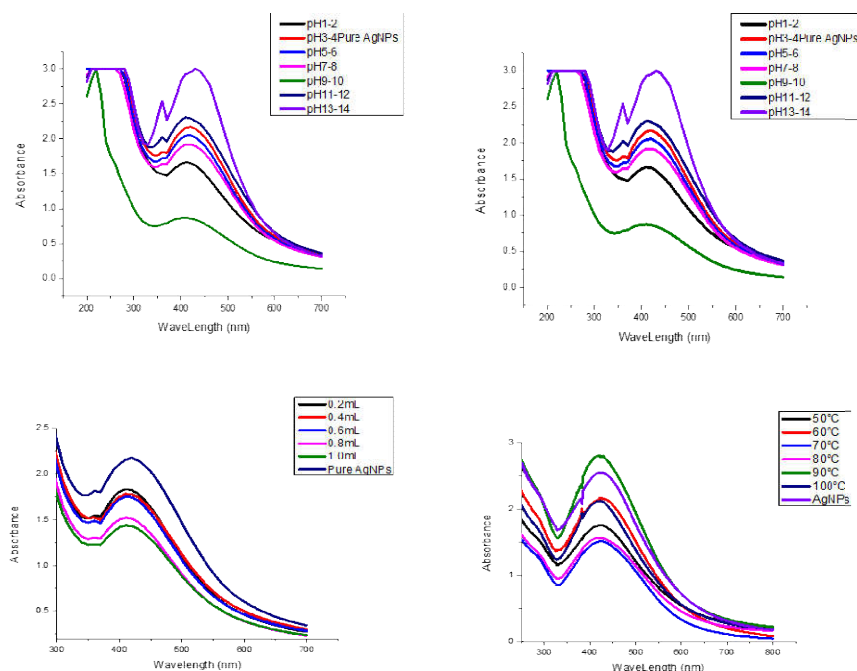 pH1-2
pH3-4Pure AgNPs
pH5-6
pH7-8
pH9-10
pH11-12
pH13-14
3.0
2.5
2.0
1.5
1.0
0.5
0.0
Absorbance
200 300 400 500 600 700
WaveLength (nm)
pH1-2
pH3-4Pure AgNPs
pH5-6
pH7-8
pH9-10
pH11-12
pH13-14
3.0
2.5
2.0
1.5
1.0
0.5
0.0
Absorbance
200 300 400 500 600 700
WaveLength (nm)
0.2mL
0.4mL
0.6mL
0.8mL
1.0ml
Pure AgNPs
2.5
2.0
1.5
1.0
0.5
Absorbance
300 400 500 600 700
WaveLength (nm)
50°C
60°C
70°C
80°C
90°C
100°C
AgNPs
3
2
1
0
Absorbance
300 400 500 600 700 800
WaveLength (nm)